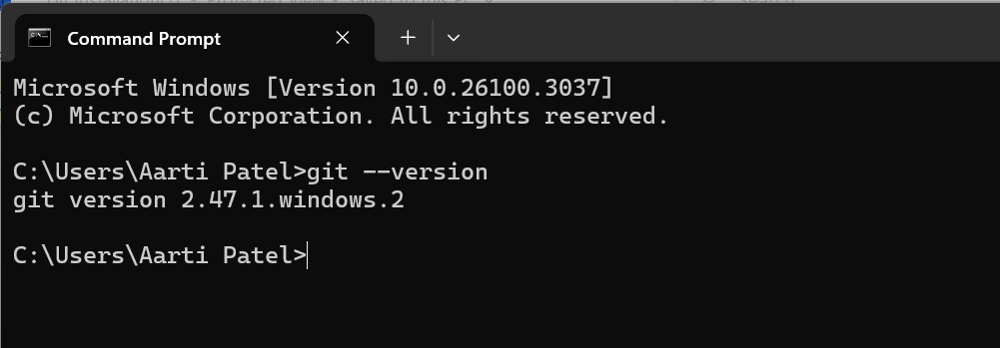 Command Prompt
Microsoft Windows [Version 10.0.26100.3037]
(c) Microsoft Corporation. All rights reserved.
C:\Users\Aarti Patel>git --version
git version 2.47.1.windows.2
C:\Users\Aarti Patel>